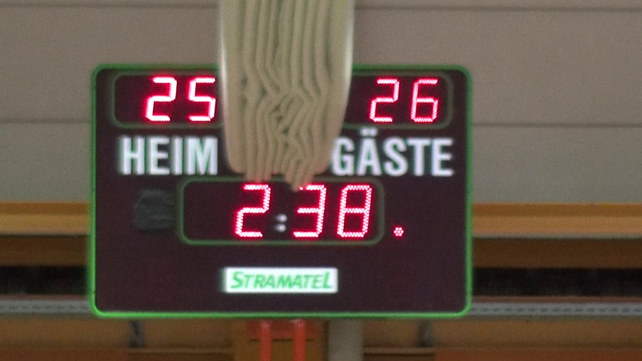 25 26
HEIM GÄSTE
2:38
STRAMATEL